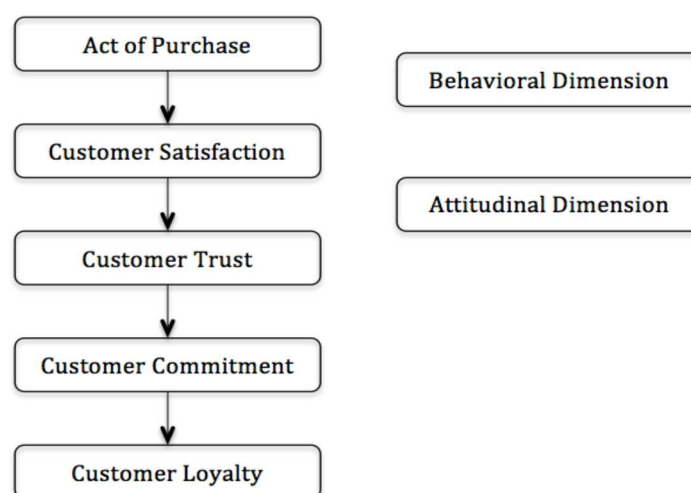 Act of Purchase
Customer Satisfaction
Customer Trust
Customer Commitment
Customer Loyalty
Behavioral Dimension
Attitudinal Dimension